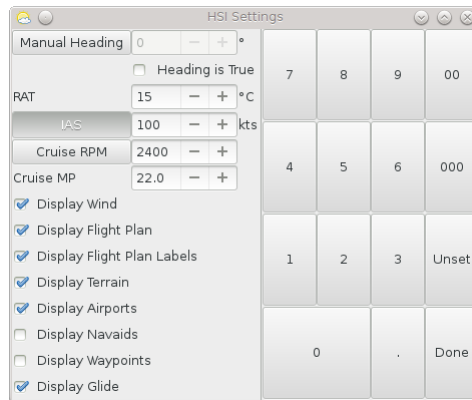 HSI Settings
Manual Heading 0 − + °
Heading is True
RAT 15 − + °C
IAS 100 − + kts
Cruise RPM 2400 − +
Cruise MP 22.0 − +
Display Wind
Display Flight Plan
Display Flight Plan Labels
Display Terrain
Display Airports
Display Navaids
Display Waypoints
Display Glide
7 8 9 00
4 5 6 000
1 2 3 Unset
0 . Done